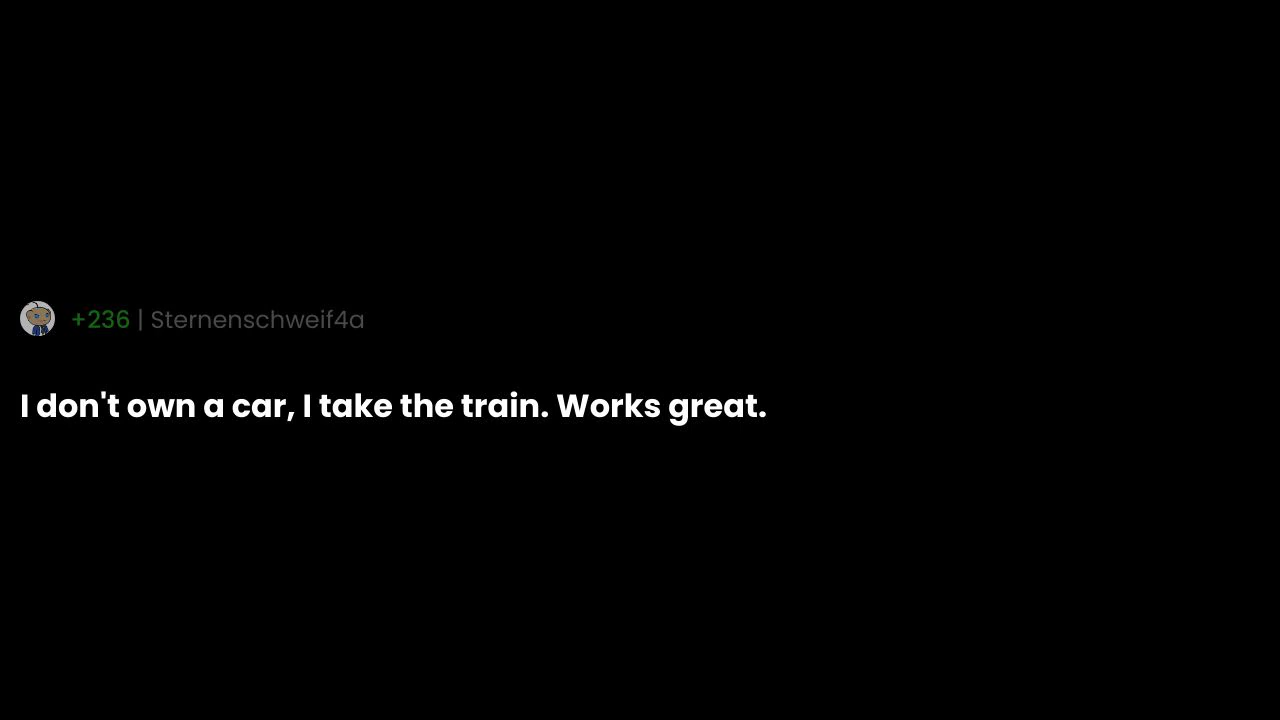 +236 | Sternenschweif4a
I don't own a car, I take the train. Works great.